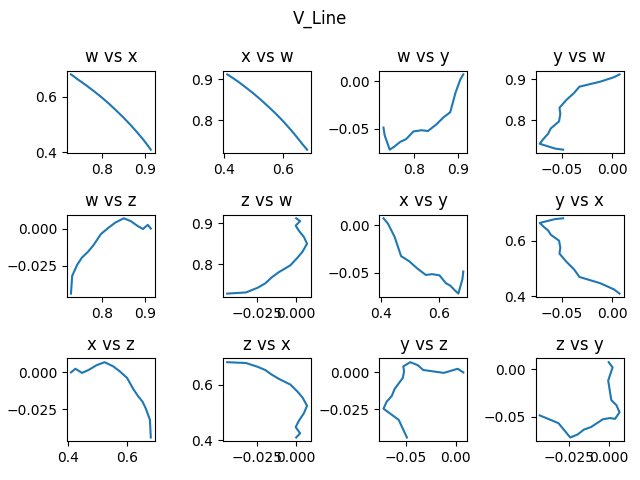 V_Line
w vs x
x vs w
w vs y
y vs w
0.6
0.4
0.8 0.9
0.9
0.8
0.4 0.6
0.00
−0.05
0.8 0.9
0.9
0.8
−0.05 0.00
w vs z
z vs w
x vs y
y vs x
0.000
−0.025
0.8 0.9
0.9
0.8
−0.025 0.000
0.00
−0.05
0.4 0.6
0.6
0.4
−0.05 0.00
x vs z
z vs x
y vs z
z vs y
0.000
−0.025
0.4 0.6
0.6
0.4
−0.025 0.000
0.000
−0.025
−0.05 0.00
0.00
−0.05
−0.025 0.000